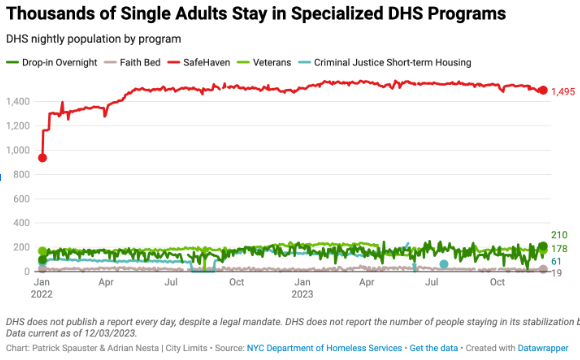 Thousands of Single Adults Stay in Specialized DHS Programs
DHS nightly population by program
Drop-in Overnight Faith Bed SafeHaven Veterans Criminal Justice Short-term Housing
1,400
1,200
1,000
800
600
400
200
0
1,495
210
178
61
19
Jan Apr Jul Oct Jan Apr Jul Oct
2022 2023
DHS does not publish a report every day, despite a legal mandate. DHS does not report the number of people staying in its stabilization b
Data current as of 12/03/2023.
Chart: Patrick Spauster & Adrian Nesta | City Limits • Source: NYC Department of Homeless Services • Get the data • Created with Datawrapper